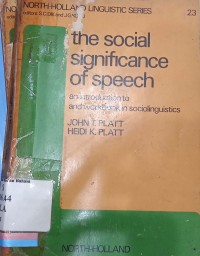 NORTH-HOLLAND LINGUISTIC SERIES
23
the social
significance
of speech
an introduction to
and workbook in sociolinguistics
JOHN T. PLATT
HEIDI K. PLATT
NORTH-HOLLAND